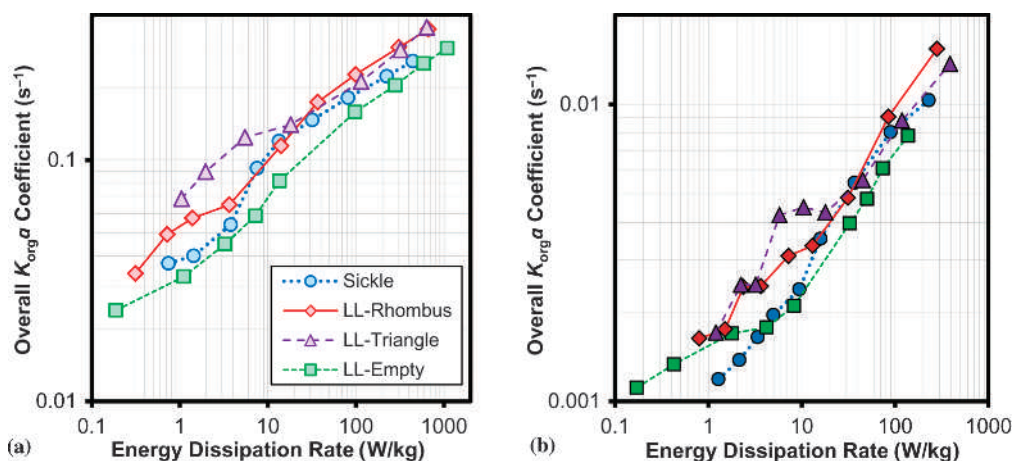 Overall K_org a Coefficient (s⁻¹)
0.1
0.01
0.1
1
10
100
1000
Energy Dissipation Rate (W/kg)
(a)
Sickle
LL-Rhombus
LL-Triangle
LL-Empty
Overall K_org a Coefficient (s⁻¹)
0.01
0.001
0.1
1
10
100
1000
Energy Dissipation Rate (W/kg)
(b)